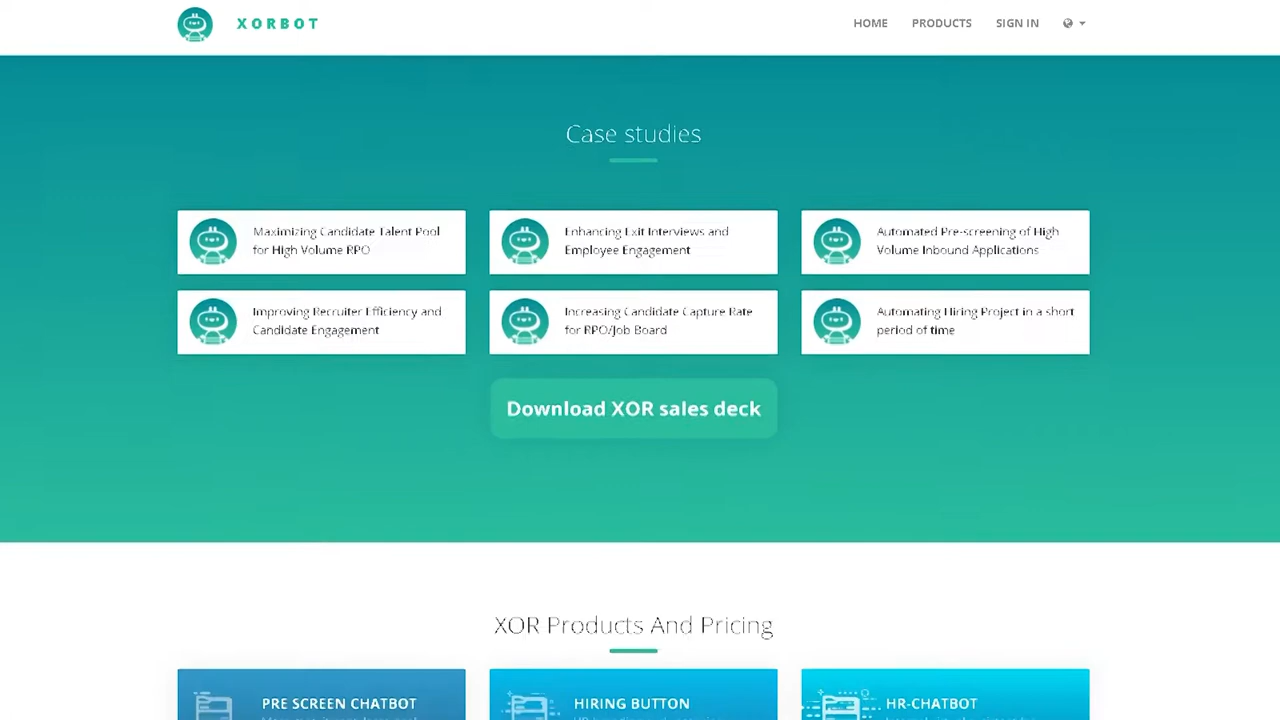 XORBOT
HOME PRODUCTS SIGN IN
Case studies
Maximizing Candidate Talent Pool
for High Volume RPO
Enhancing Exit Interviews and
Employee Engagement
Automated Pre-screening of High
Volume Inbound Applications
Improving Recruiter Efficiency and
Candidate Engagement
Increasing Candidate Capture Rate
for RPO/Job Board
Automating Hiring Project in a short
period of time
Download XOR sales deck
XOR Products And Pricing
PRE SCREEN CHATBOT
HIRING BUTTON
HR-CHATBOT